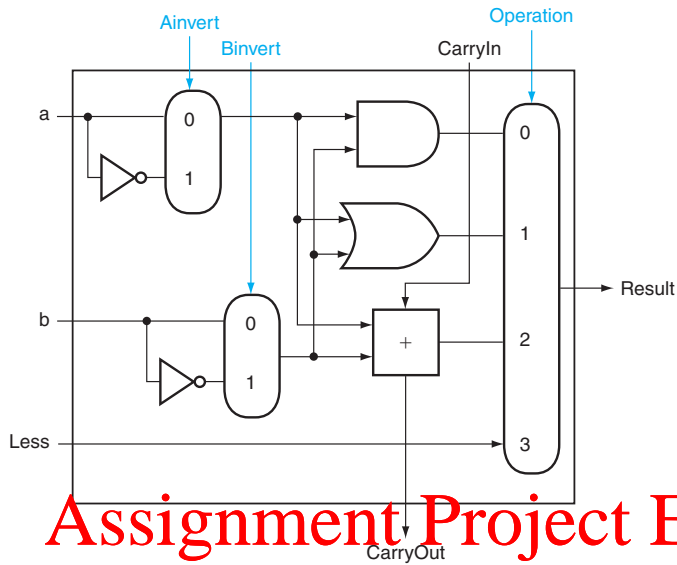 Ainvert
Operation
Binvert
CarryIn
a
0
1
0
1
b
0
1
+
2
Result
Less
3
Assignment Project E
CarryOut